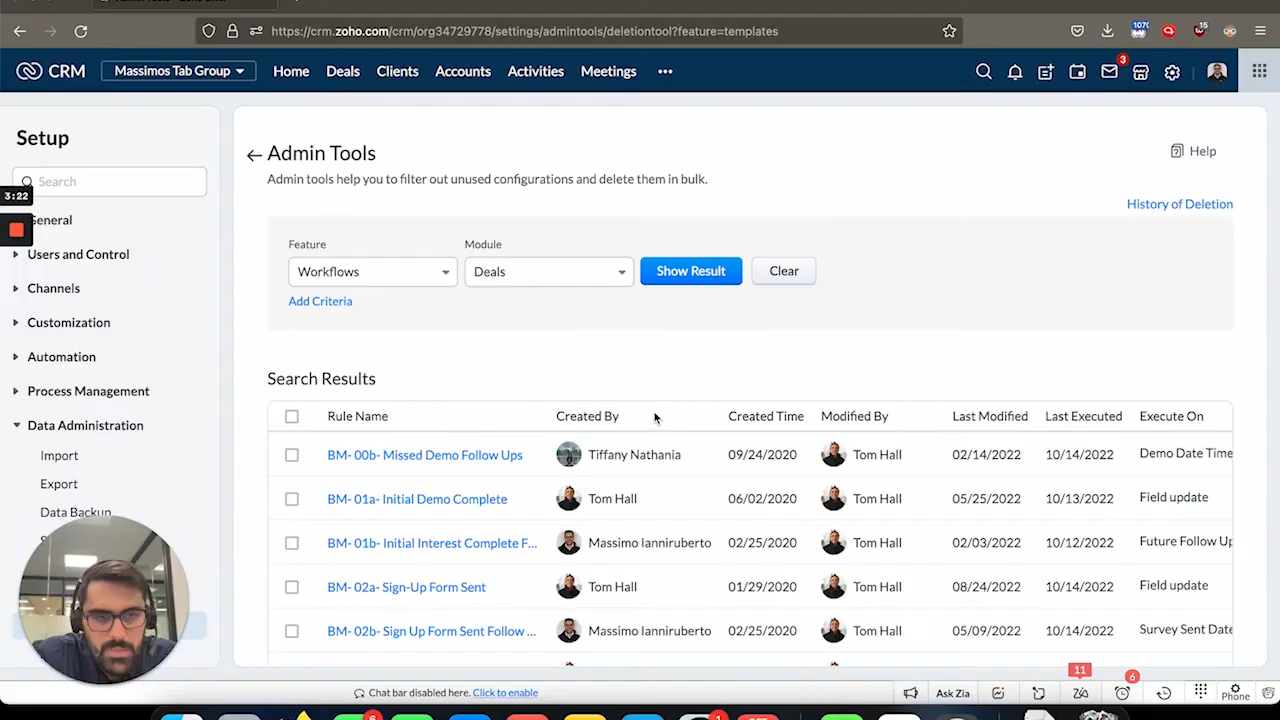 https://crm.zoho.com/crm/org34729778/settings/admintools/deletiontool?feature=templates
1070
15
CRM
Massimos Tab Group
Home
Deals
Clients
Accounts
Activities
Meetings
•••
3
Setup
Search
3:22
General
Users and Control
Channels
Customization
Automation
Process Management
Data Administration
Import
Export
Data Backup
Admin Tools
Help
Admin tools help you to filter out unused configurations and delete them in bulk.
History of Deletion
Feature
Module
Workflows
Deals
Show Result
Clear
Add Criteria
Search Results
Rule Name Created By Created Time Modified By Last Modified Last Executed Execute On
BM- 00b- Missed Demo Follow Ups Tiffany Nathania 09/24/2020 Tom Hall 02/14/2022 10/14/2022 Demo Date Time
BM- 01a- Initial Demo Complete Tom Hall 06/02/2020 Tom Hall 05/25/2022 10/13/2022 Field update
BM- 01b- Initial Interest Complete F... Massimo Ianniruberto 02/25/2020 Tom Hall 02/03/2022 10/12/2022 Future Follow Up
BM- 02a- Sign-Up Form Sent Tom Hall 01/29/2020 Tom Hall 08/24/2022 10/14/2022 Field update
BM- 02b- Sign Up Form Sent Follow ... Massimo Ianniruberto 02/25/2020 Tom Hall 05/09/2022 10/14/2022 Survey Sent Date
11
6
Chat bar disabled here. Click to enable
Ask Zia
Phone